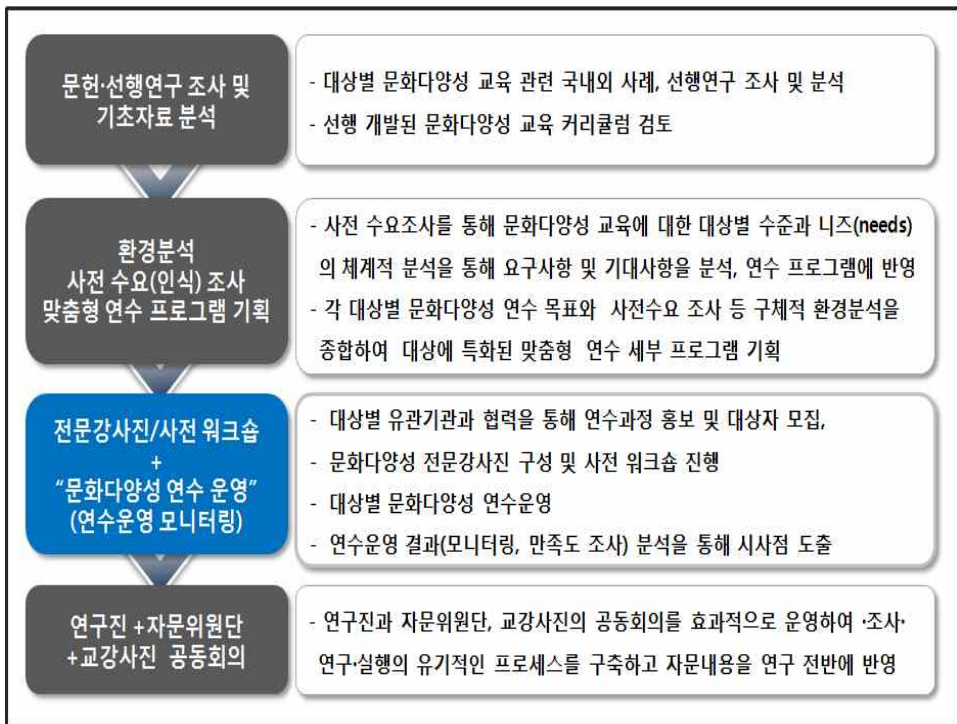 문헌·선행연구 조사 및
기초자료 분석
- 대상별 문화다양성 교육 관련 국내외 사례, 선행연구 조사 및 분석
- 선행 개발된 문화다양성 교육 커리큘럼 검토
환경분석
사전 수요(인식) 조사
맞춤형 연수 프로그램 기획
- 사전 수요조사를 통해 문화다양성 교육에 대한 대상별 수준과 니즈(needs)
의 체계적 분석을 통해 요구사항 및 기대사항을 분석, 연수 프로그램에 반영
- 각 대상별 문화다양성 연수 목표와 사전수요 조사 등 구체적 환경분석을
종합하여 대상에 특화된 맞춤형 연수 세부 프로그램 기획
전문강사진/사전 워크숍
+
“문화다양성 연수 운영”
(연수운영 모니터링)
- 대상별 유관기관과 협력을 통해 연수과정 홍보 및 대상자 모집,
- 문화다양성 전문강사진 구성 및 사전 워크숍 진행
- 대상별 문화다양성 연수운영
- 연수운영 결과(모니터링, 만족도 조사) 분석을 통해 시사점 도출
연구진 +자문위원단
+교강사진 공동회의
- 연구진과 자문위원단, 교강사진의 공동회의를 효과적으로 운영하여 ·조사·
연구·실행의 유기적인 프로세스를 구축하고 자문내용을 연구 전반에 반영